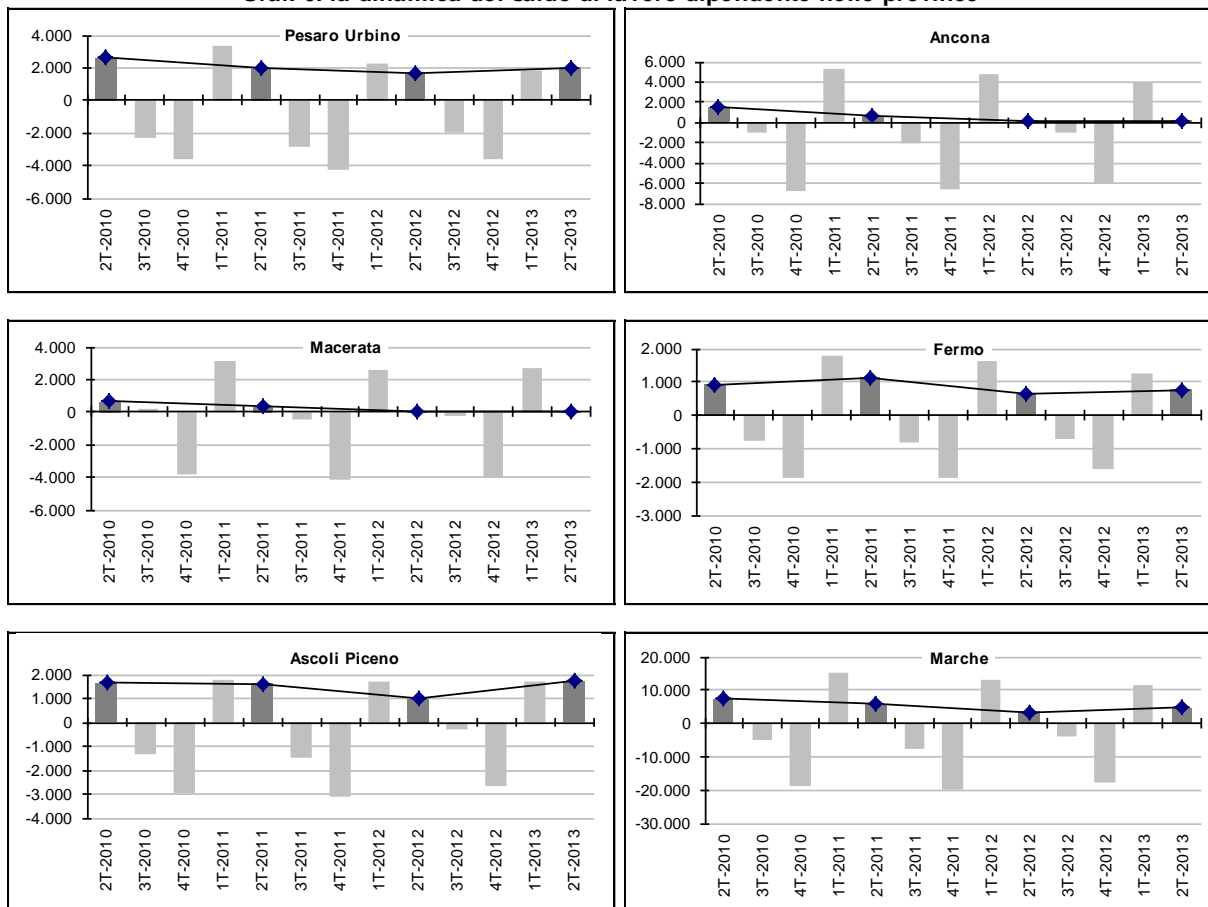 la dinamica del saldo di lavoro dipendente nelle province
Pesaro Urbino
4.000
2.000
0
-2.000
-4.000
-6.000
2T-2010
3T-2010
4T-2010
1T-2011
2T-2011
3T-2011
4T-2011
1T-2012
2T-2012
3T-2012
4T-2012
1T-2013
2T-2013
Ancona
6.000
4.000
2.000
0
-2.000
-4.000
-6.000
-8.000
2T-2010
3T-2010
4T-2010
1T-2011
2T-2011
3T-2011
4T-2011
1T-2012
2T-2012
3T-2012
4T-2012
1T-2013
2T-2013
Macerata
4.000
2.000
0
-2.000
-4.000
-6.000
2T-2010
3T-2010
4T-2010
1T-2011
2T-2011
3T-2011
4T-2011
1T-2012
2T-2012
3T-2012
4T-2012
1T-2013
2T-2013
Fermo
2.000
1.000
0
-1.000
-2.000
-3.000
2T-2010
3T-2010
4T-2010
1T-2011
2T-2011
3T-2011
4T-2011
1T-2012
2T-2012
3T-2012
4T-2012
1T-2013
2T-2013
Ascoli Piceno
2.000
1.000
0
-1.000
-2.000
-3.000
-4.000
2T-2010
3T-2010
4T-2010
1T-2011
2T-2011
3T-2011
4T-2011
1T-2012
2T-2012
3T-2012
4T-2012
1T-2013
2T-2013
Marche
20.000
10.000
0
-10.000
-20.000
-30.000
2T-2010
3T-2010
4T-2010
1T-2011
2T-2011
3T-2011
4T-2011
1T-2012
2T-2012
3T-2012
4T-2012
1T-2013
2T-2013